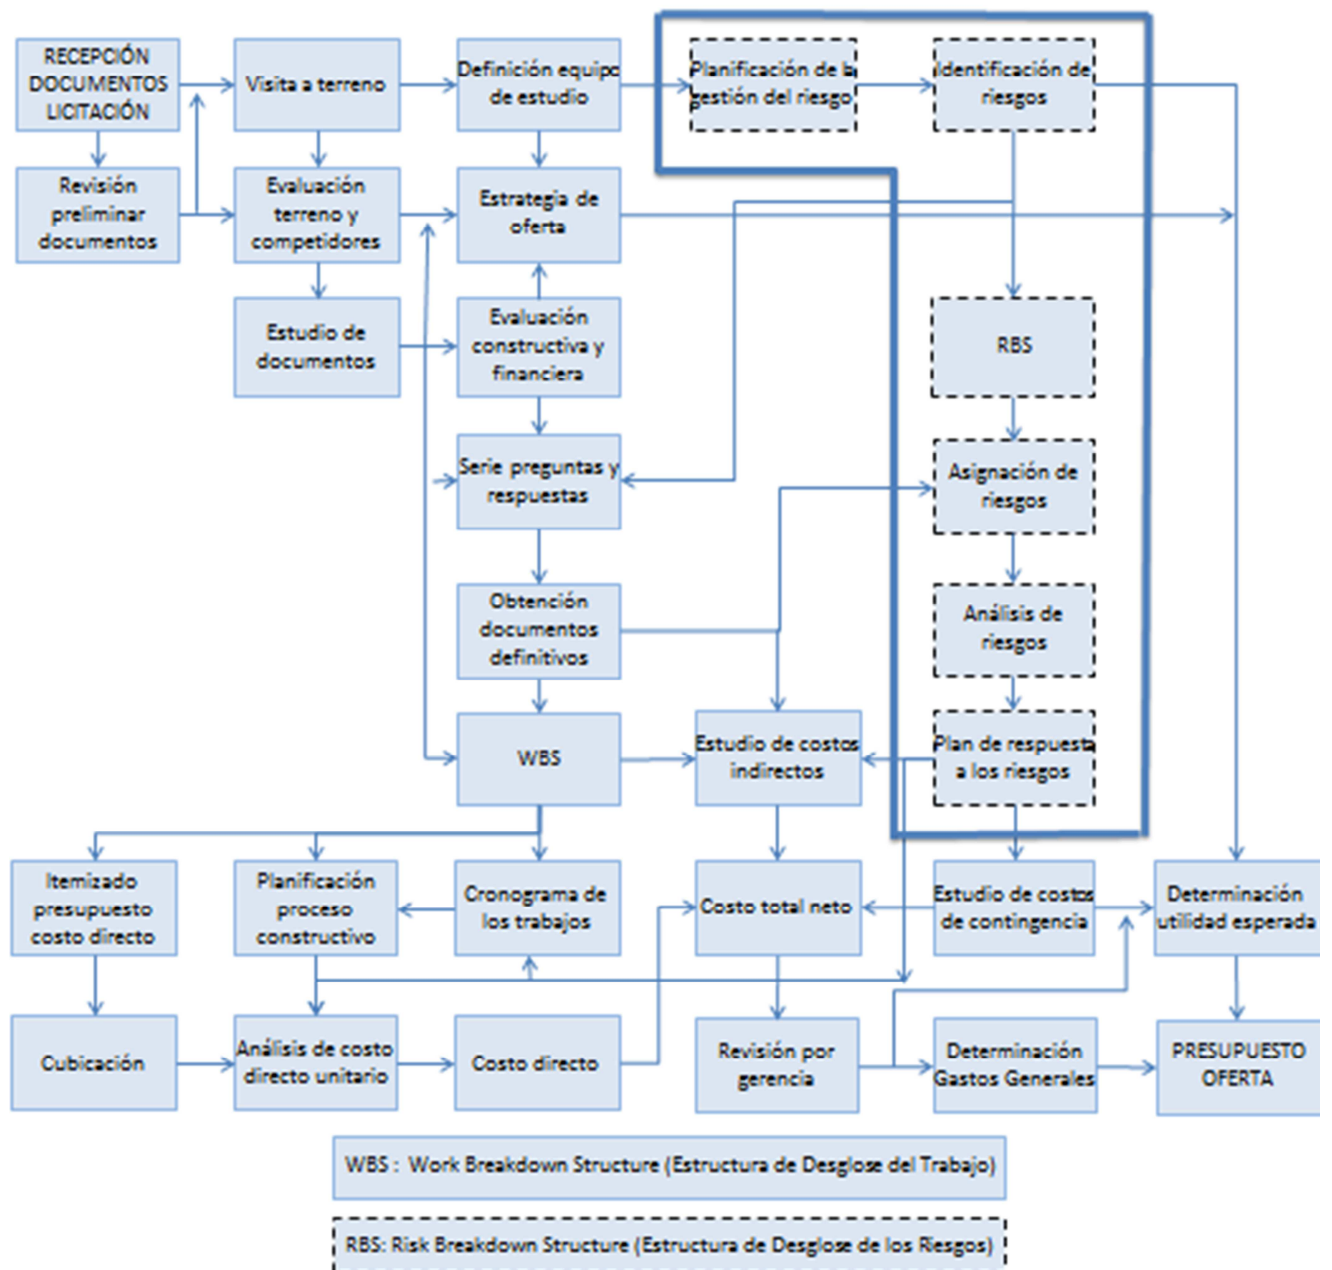 RECEPCIÓN
DOCUMENTOS
LICITACIÓN
Visita a terreno
Definición equipo
de estudio
Planificación de la
gestión del riesgo
Identificación de
riesgos
Revisión
preliminar
documentos
Evaluación
terreno y
competidores
Estrategia de
oferta
Estudio de
documentos
Evaluación
constructiva y
financiera
RBS
Serie preguntas y
respuestas
Asignación de
riesgos
Obtención
documentos
definitivos
Análisis de
riesgos
WBS
Estudio de costos
indirectos
Plan de respuesta
a los riesgos
Itemizado
presupuesto
costo directo
Planificación
proceso
constructivo
Cronograma de
los trabajos
Costo total neto
Estudio de costos
de contingencia
Determinación
utilidad esperada
Cubicación
Análisis de costo
directo unitario
Costo directo
Revisión por
gerencia
Determinación
Gastos Generales
PRESUPUESTO
OFERTA
WBS : Work Breakdown Structure (Estructura de Desglose del Trabajo)
RBS: Risk Breakdown Structure (Estructura de Desglose de los Riesgos)